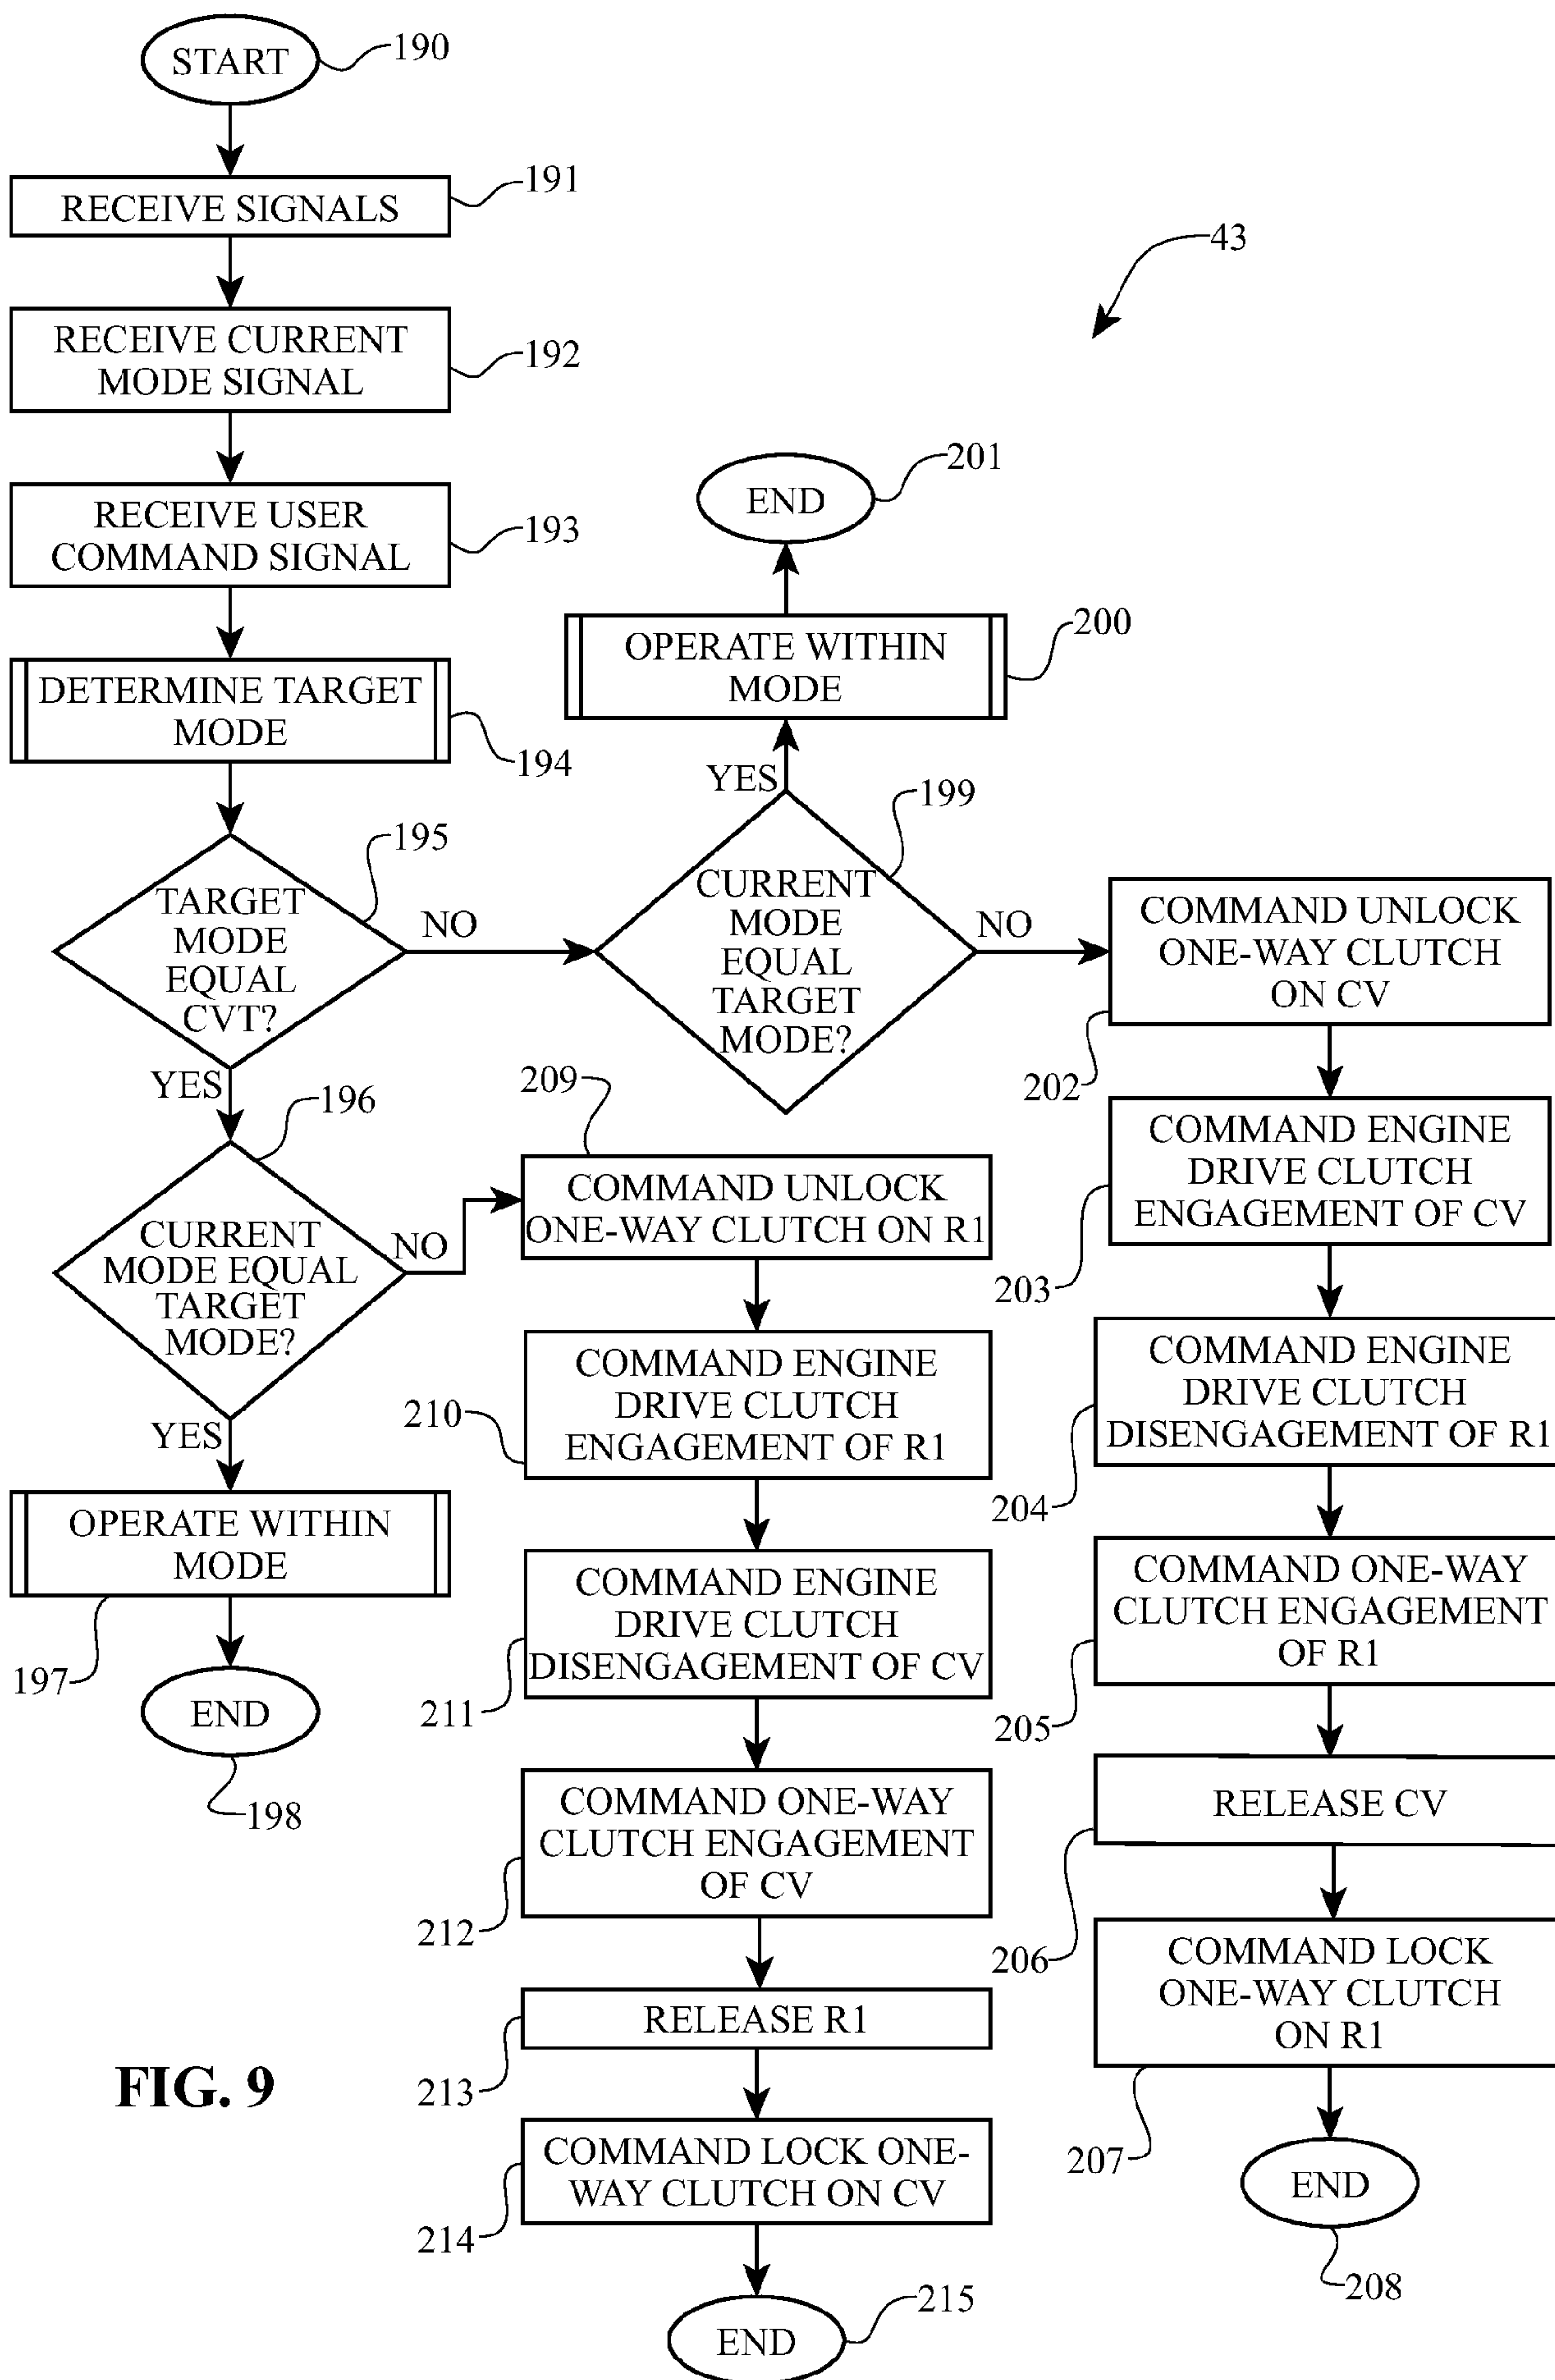 START
190
RECEIVE SIGNALS
191
RECEIVE CURRENT
MODE SIGNAL
192
RECEIVE USER
COMMAND SIGNAL
193
DETERMINE TARGET
MODE
194
TARGET
MODE
EQUAL
CVT?
195
NO
YES
CURRENT
MODE EQUAL
TARGET
MODE?
196
NO
YES
OPERATE WITHIN
MODE
197
END
198
43
END
201
OPERATE WITHIN
MODE
200
YES
CURRENT
MODE
EQUAL
TARGET
MODE?
199
NO
COMMAND UNLOCK
ONE-WAY CLUTCH
ON CV
202
COMMAND ENGINE
DRIVE CLUTCH
ENGAGEMENT OF CV
203
COMMAND ENGINE
DRIVE CLUTCH
DISENGAGEMENT OF R1
204
COMMAND ONE-WAY
CLUTCH ENGAGEMENT
OF R1
205
RELEASE CV
206
COMMAND LOCK
ONE-WAY CLUTCH
ON R1
207
END
208
209
COMMAND UNLOCK
ONE-WAY CLUTCH ON R1
COMMAND ENGINE
DRIVE CLUTCH
ENGAGEMENT OF R1
210
COMMAND ENGINE
DRIVE CLUTCH
DISENGAGEMENT OF CV
211
COMMAND ONE-WAY
CLUTCH ENGAGEMENT
OF CV
212
RELEASE R1
213
COMMAND LOCK ONE-
WAY CLUTCH ON CV
214
END
215
FIG. 9